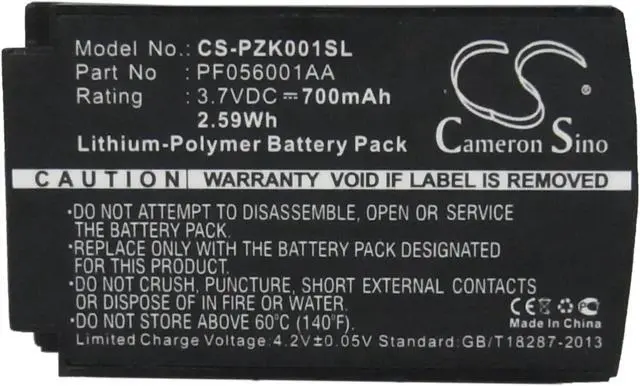 Model No.: CS-PZK001SL
Part No : PF056001AA
Rating : 3.7VDC⎓700mAh
2.59Wh
Lithium-Polymer Battery Pack
CS
Cameron Sino
CAUTION: WARRANTY VOID IF LABEL IS REMOVED
•DO NOT ATTEMPT TO DISASSEMBLE, OPEN OR SERVICE
THE BATTERY PACK.
•REPLACE WITH THE BATTERY PACK DESIGNATED
FOR THIS DEVICE.
•DO NOT CRUSH, PUNCTURE, SHORT EXTERNAL CONTACTS
OR DISPOSE OF IN FIRE OR WATER.
•DO NOT STORE ABOVE 60°C (140°F).
CE
Made In China
Limited Charge Voltage:4.2V±0.05V Standard:GB/T18287-2013